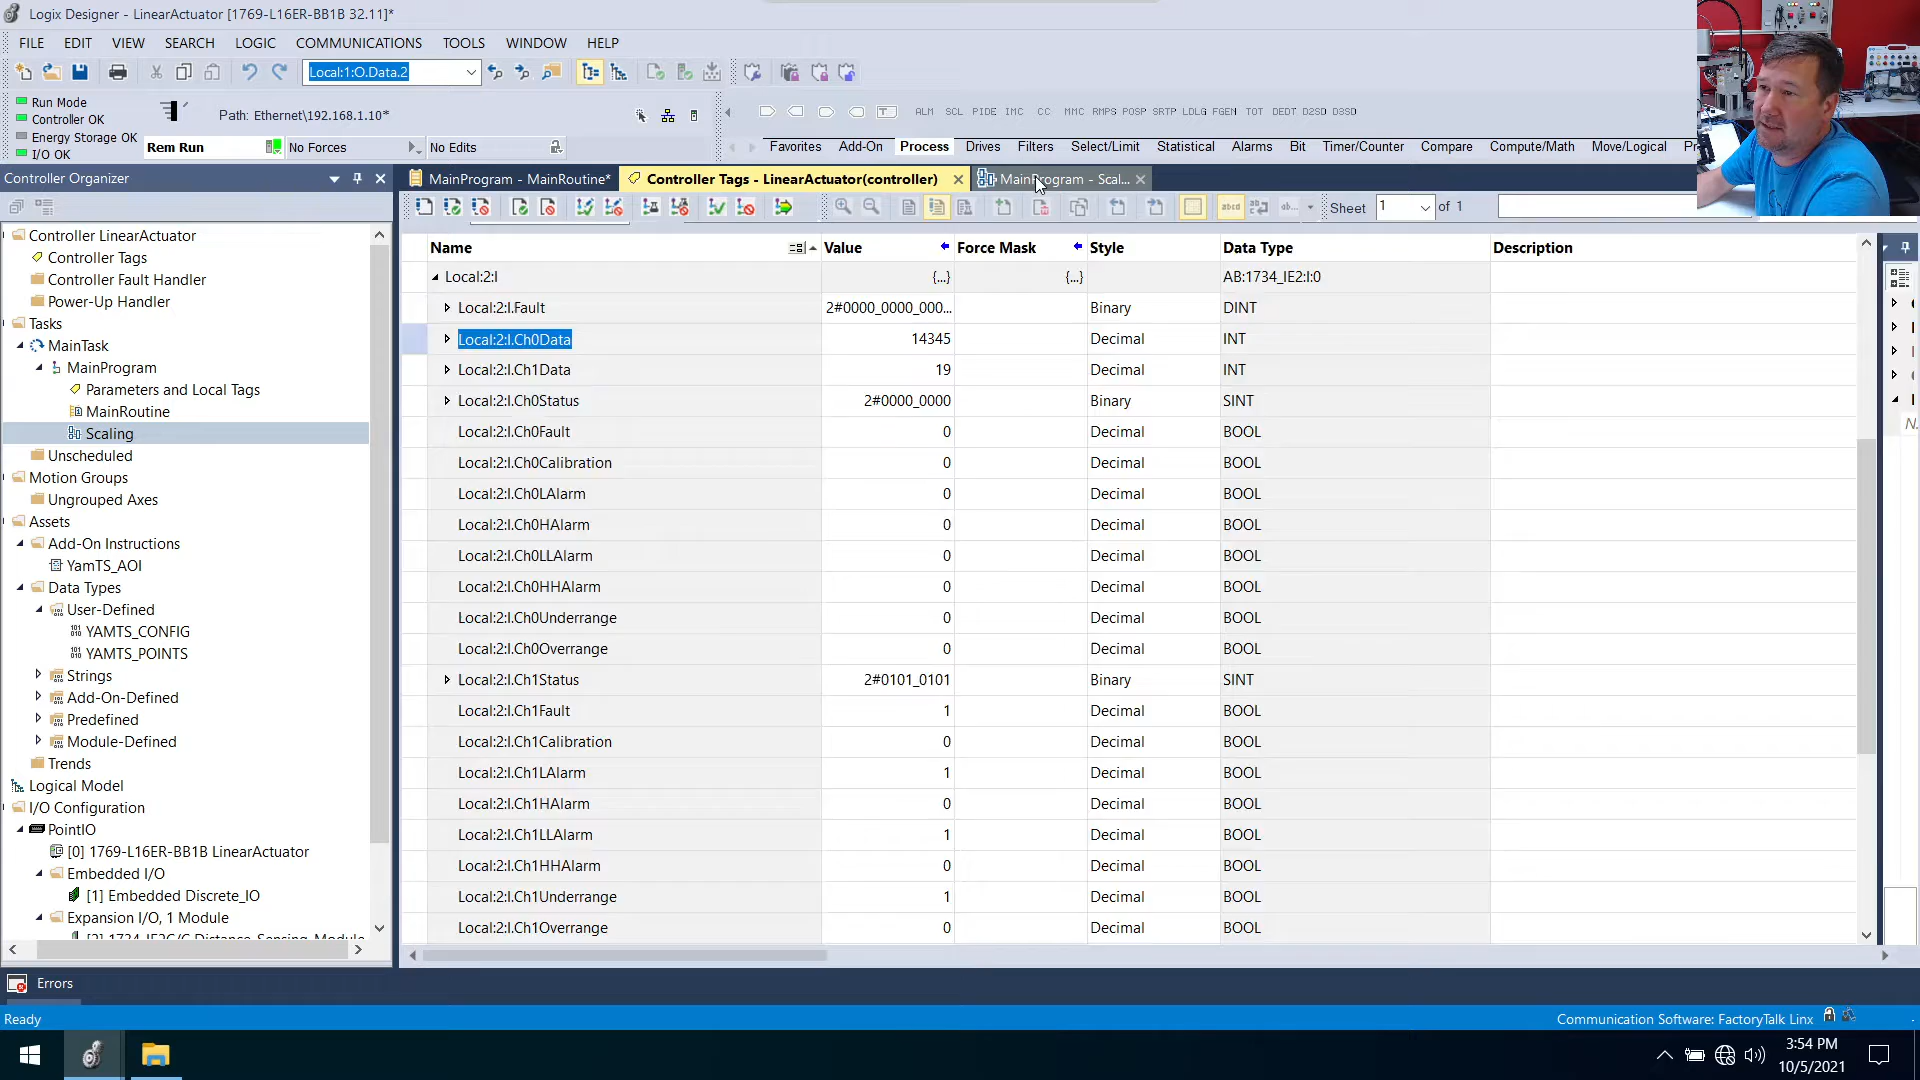 Logix Designer - LinearActuator [1769-L16ER-BB1B 32.11]*
FILE EDIT VIEW SEARCH LOGIC COMMUNICATIONS TOOLS WINDOW HELP
Local:1:O.Data.2
Run Mode
Controller OK
Energy Storage OK
I/O OK
Path: Ethernet\192.168.1.10*
Rem Run No Forces No Edits
ALM SCL PIDE IMC CC MMC RMPS POSP SRTP LDLG FGEN TOT DEDT D2SD D3SD
Favorites Add-On Process Drives Filters Select/Limit Statistical Alarms Bit Timer/Counter Compare Compute/Math Move/Logical
Controller Organizer
MainProgram - MainRoutine* Controller Tags - LinearActuator(controller) MainProgram - Scal...
Sheet 1 of 1
Controller LinearActuator
Controller Tags
Controller Fault Handler
Power-Up Handler
Tasks
MainTask
MainProgram
Parameters and Local Tags
MainRoutine
Scaling
Unscheduled
Motion Groups
Ungrouped Axes
Assets
Add-On Instructions
YamTS_AOI
Data Types
User-Defined
YAMTS_CONFIG
YAMTS_POINTS
Strings
Add-On-Defined
Predefined
Module-Defined
Trends
Logical Model
I/O Configuration
PointIO
[0] 1769-L16ER-BB1B LinearActuator
Embedded I/O
[1] Embedded Discrete_IO
Expansion I/O, 1 Module
[2] 1734-IE2C/C Distance_Sensing_Module
Name Value Force Mask Style Data Type Description
Local:2:I {...} {...} AB:1734_IE2:I:0
Local:2:I.Fault 2#0000_0000_000... Binary DINT
Local:2:I.Ch0Data 14345 Decimal INT
Local:2:I.Ch1Data 19 Decimal INT
Local:2:I.Ch0Status 2#0000_0000 Binary SINT
Local:2:I.Ch0Fault 0 Decimal BOOL
Local:2:I.Ch0Calibration 0 Decimal BOOL
Local:2:I.Ch0LAlarm 0 Decimal BOOL
Local:2:I.Ch0HAlarm 0 Decimal BOOL
Local:2:I.Ch0LLAlarm 0 Decimal BOOL
Local:2:I.Ch0HHAlarm 0 Decimal BOOL
Local:2:I.Ch0Underrange 0 Decimal BOOL
Local:2:I.Ch0Overrange 0 Decimal BOOL
Local:2:I.Ch1Status 2#0101_0101 Binary SINT
Local:2:I.Ch1Fault 1 Decimal BOOL
Local:2:I.Ch1Calibration 0 Decimal BOOL
Local:2:I.Ch1LAlarm 1 Decimal BOOL
Local:2:I.Ch1HAlarm 0 Decimal BOOL
Local:2:I.Ch1LLAlarm 1 Decimal BOOL
Local:2:I.Ch1HHAlarm 0 Decimal BOOL
Local:2:I.Ch1Underrange 1 Decimal BOOL
Local:2:I.Ch1Overrange 0 Decimal BOOL
Errors
Ready
Communication Software: FactoryTalk Linx
3:54 PM
10/5/2021